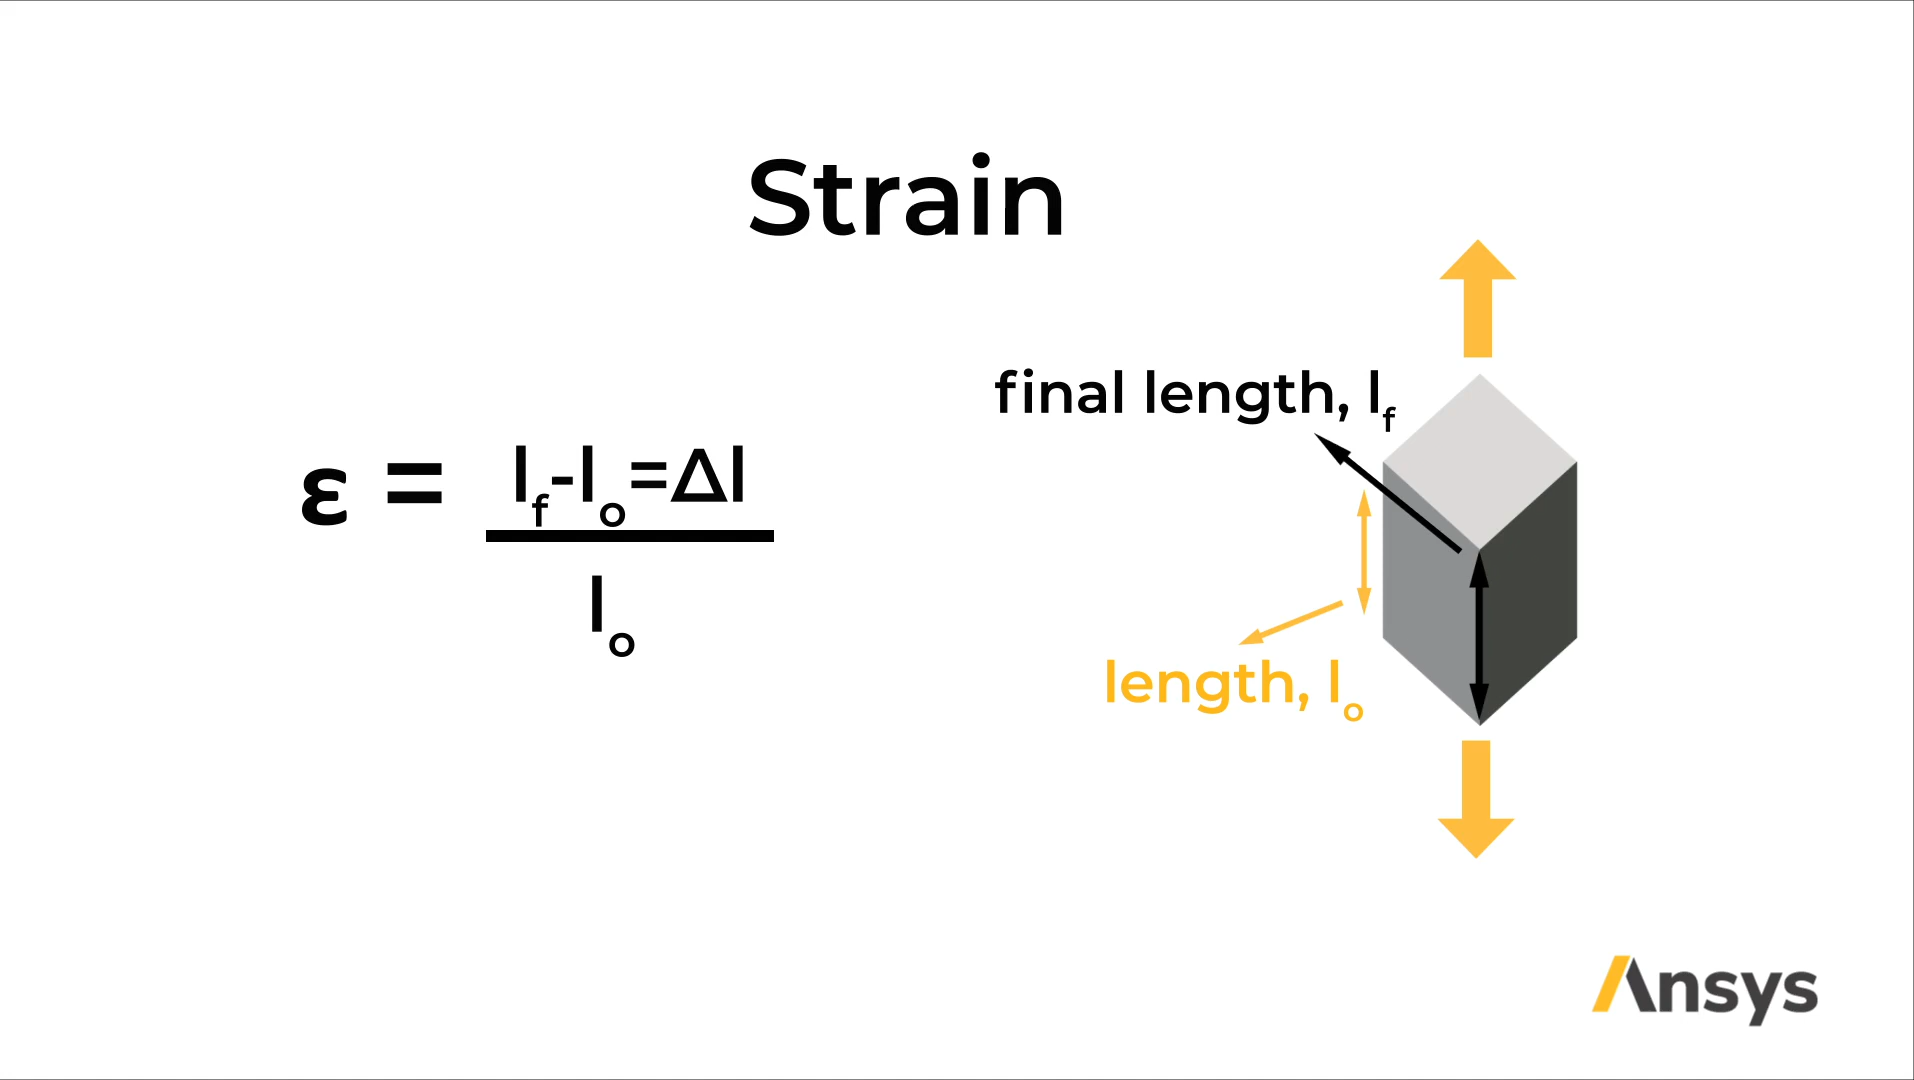 Strain
final length, lf
ε = lf-lo=Δl
lo
length, lo
Ansys